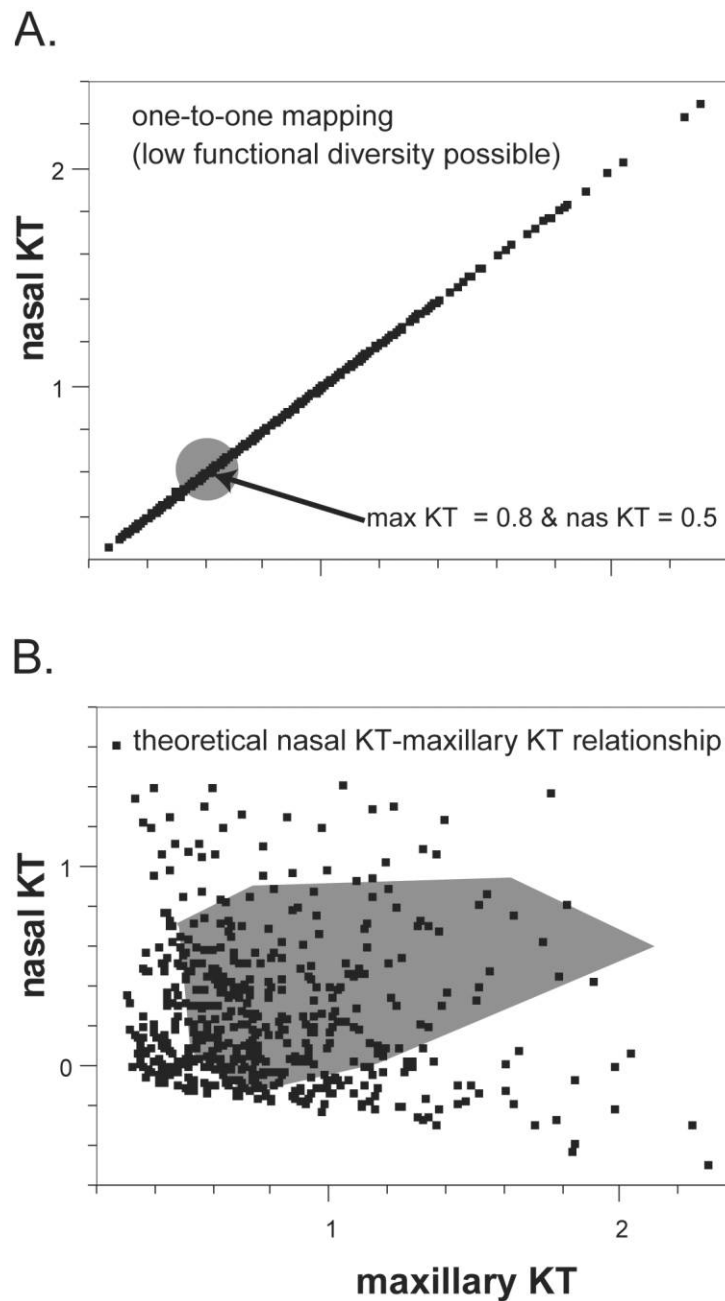 A.
one-to-one mapping
(low functional diversity possible)
nasal KT
2
1
max KT = 0.8 & nas KT = 0.5
B.
theoretical nasal KT-maxillary KT relationship
nasal KT
1
0
1 2
maxillary KT